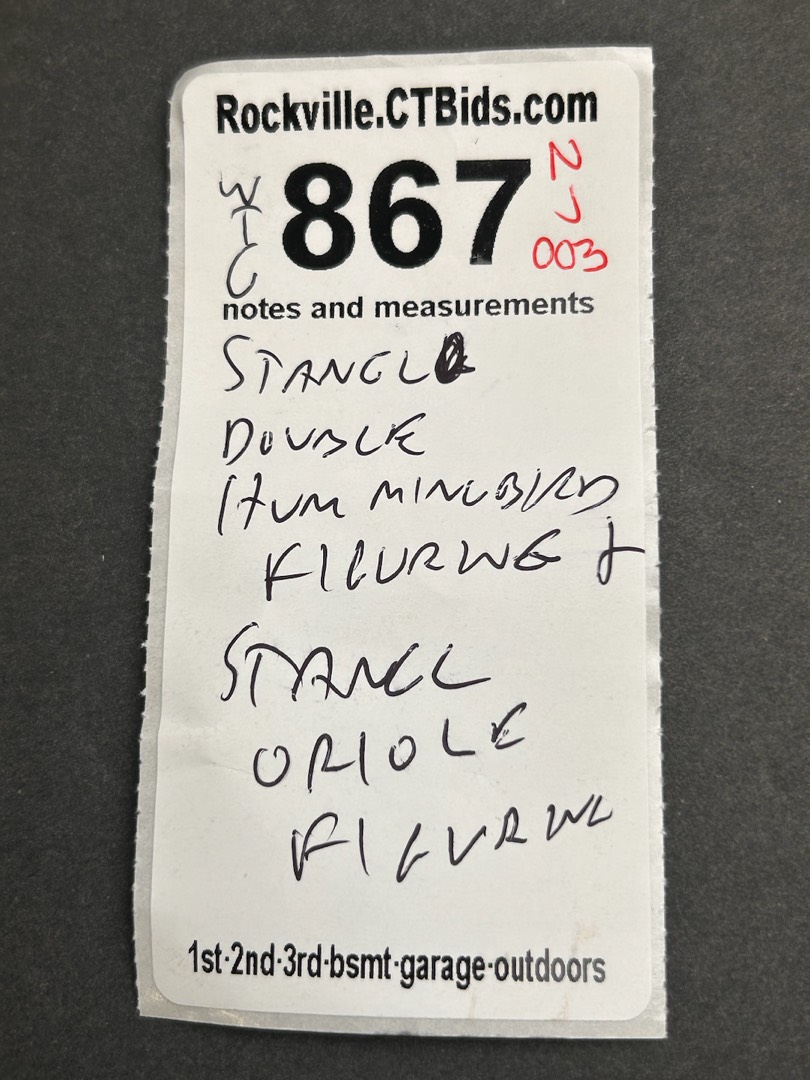 Rockville.CTBids.com
867
003
notes and measurements
STANGL
DOUBLE
HUMMINGBIRD
FIGURINE +
STANGL
ORIOLE
FIGURINE
1st·2nd·3rd·bsmt·garage·outdoors